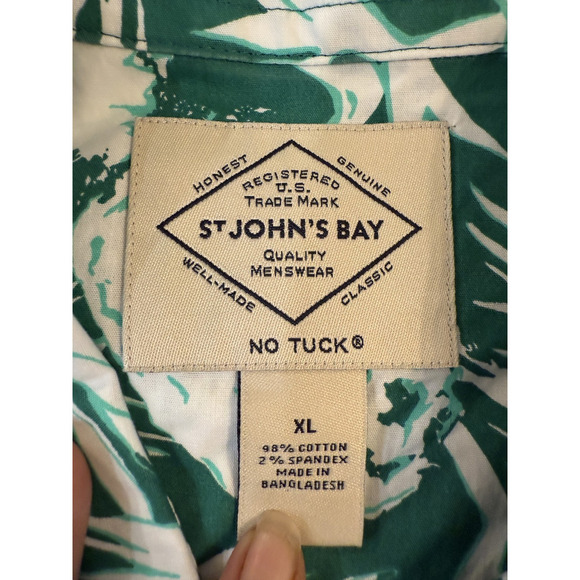 HONEST
GENUINE
REGISTERED
U.S.
TRADE MARK
ST JOHN'S BAY
QUALITY
MENSWEAR
WELL-MADE
CLASSIC
NO TUCK®
XL
98% COTTON
2% SPANDEX
MADE IN
BANGLADESH